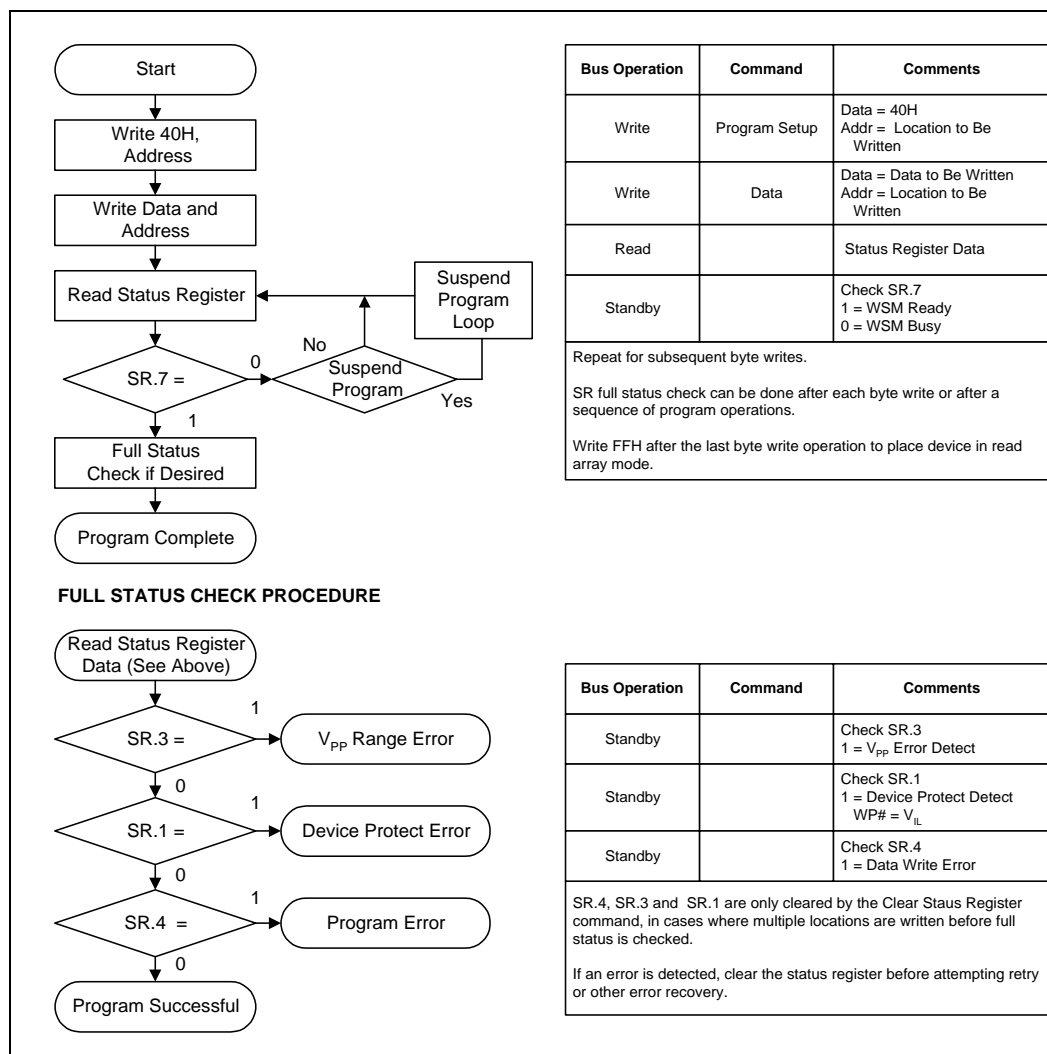 Start
Write 40H,
Address
Write Data and
Address
Read Status Register
Suspend
Program
Loop
No
0
Suspend
Program
Yes
SR.7 =
1
Full Status
Check if Desired
Program Complete
Bus Operation Command Comments
Write Program Setup Data = 40H
Addr = Location to Be
Written
Write Data Data = Data to Be Written
Addr = Location to Be
Written
Read Status Register Data
Standby Check SR.7
1 = WSM Ready
0 = WSM Busy
Repeat for subsequent byte writes.
SR full status check can be done after each byte write or after a
sequence of program operations.
Write FFH after the last byte write operation to place device in read
array mode.
FULL STATUS CHECK PROCEDURE
Read Status Register
Data (See Above)
1
SR.3 =
VPP Range Error
0
1
SR.1 =
Device Protect Error
0
1
SR.4 =
Program Error
0
Program Successful
Bus Operation Command Comments
Standby Check SR.3
1 = VPP Error Detect
Standby Check SR.1
1 = Device Protect Detect
WP# = VIL
Standby Check SR.4
1 = Data Write Error
SR.4, SR.3 and SR.1 are only cleared by the Clear Staus Register
command, in cases where multiple locations are written before full
status is checked.
If an error is detected, clear the status register before attempting retry
or other error recovery.